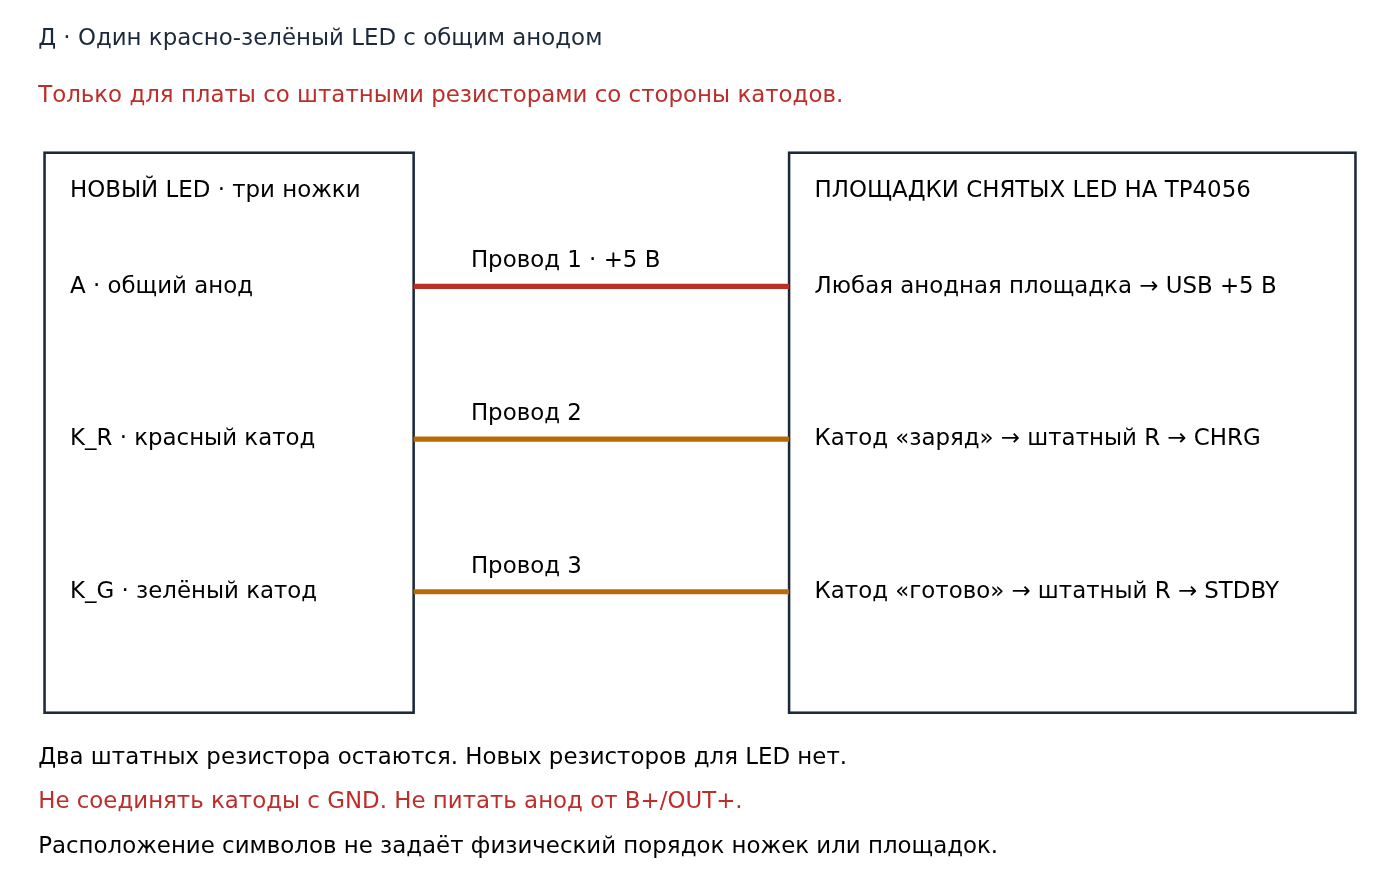 Д · Один красно-зелёный LED с общим анодом
Только для платы со штатными резисторами со стороны катодов.
НОВЫЙ LED · три ножки
ПЛОЩАДКИ СНЯТЫХ LED НА TP4056
Провод 1 · +5 В
A · общий анод
Любая анодная площадка → USB +5 В
Провод 2
K_R · красный катод
Катод «заряд» → штатный R → CHRG
Провод 3
K_G · зелёный катод
Катод «готово» → штатный R → STDBY
Два штатных резистора остаются. Новых резисторов для LED нет.
Не соединять катоды с GND. Не питать анод от B+/OUT+.
Расположение символов не задаёт физический порядок ножек или площадок.